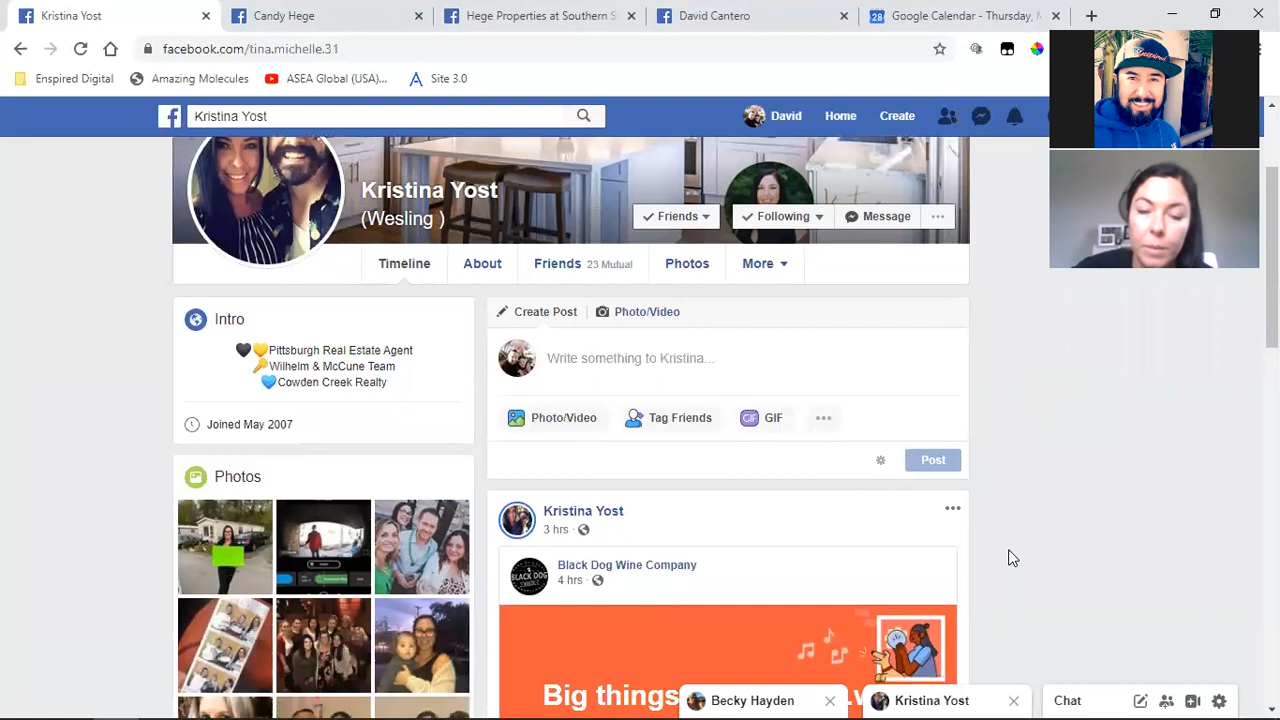 Kristina Yost
Candy Hege
Hege Properties at Southern S
David Cantero
28
Google Calendar - Thursday, M
facebook.com/tina.michelle.31
Enspired Digital
Amazing Molecules
ASEA Global (USA)...
Site 3.0
Kristina Yost
David
Home
Create
Kristina Yost
(Wesling )
Friends
Following
Message
Timeline
About
Friends 23 Mutual
Photos
More
Intro
Pittsburgh Real Estate Agent
Wilhelm & McCune Team
Cowden Creek Realty
Joined May 2007
Photos
Create Post
Photo/Video
Write something to Kristina...
Photo/Video
Tag Friends
GIF
GIF
Post
Kristina Yost
3 hrs
Black Dog Wine Company
4 hrs
BLACK DOG
Big things
Becky Hayden
Kristina Yost
Chat